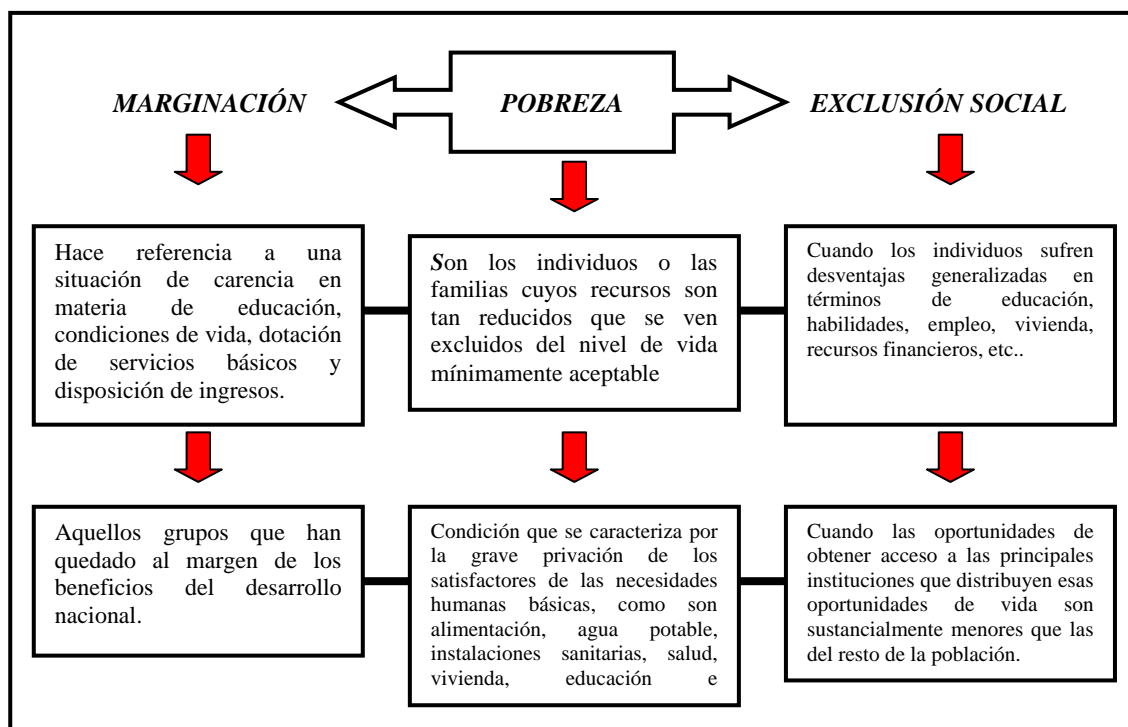 MARGINACIÓN
POBREZA
EXCLUSIÓN SOCIAL
Hace referencia a una
situación de carencia en
materia de educación,
condiciones de vida, dotación
de servicios básicos y
disposición de ingresos.
Son los individuos o las
familias cuyos recursos son
tan reducidos que se ven
excluidos del nivel de vida
mínimamente aceptable
Cuando los individuos sufren
desventajas generalizadas en
términos de educación,
habilidades, empleo, vivienda,
recursos financieros, etc..
Aquellos grupos que han
quedado al margen de los
beneficios del desarrollo
nacional.
Condición que se caracteriza por
la grave privación de los
satisfactores de las necesidades
humanas básicas, como son
alimentación, agua potable,
instalaciones sanitarias, salud,
vivienda, educación e
Cuando las oportunidades de
obtener acceso a las principales
instituciones que distribuyen esas
oportunidades de vida son
sustancialmente menores que las
del resto de la población.